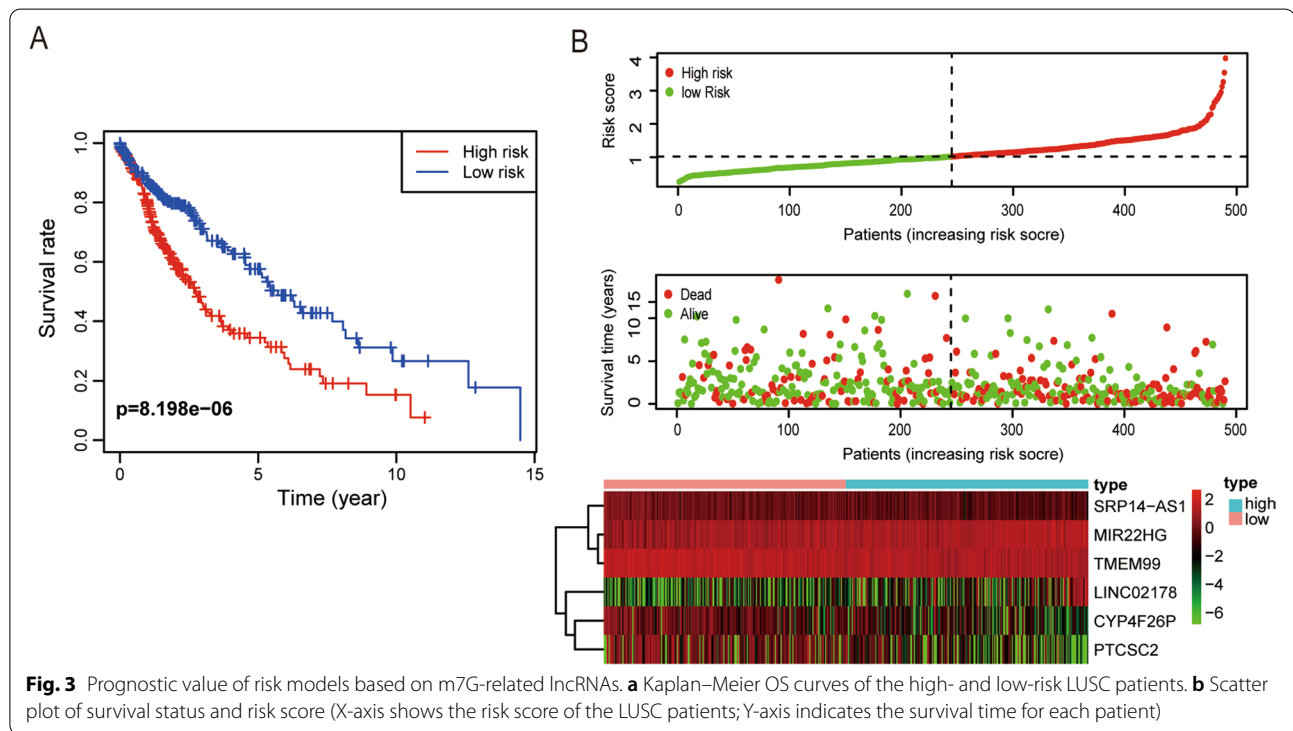 A
Survival rate
1.0
0.8
0.6
0.4
0.2
0.0
High risk
Low risk
p=8.198e−06
0 5 10 15
Time (year)
B
Risk score
4
3
2
1
High risk
low Risk
0 100 200 300 400 500
Patients (increasing risk socre)
Survival time (years)
15
10
5
0
Dead
Alive
0 100 200 300 400 500
Patients (increasing risk socre)
type
SRP14−AS1
MIR22HG
TMEM99
LINC02178
CYP4F26P
PTCSC2
2
0
−2
−4
−6
type
high
low
Fig. 3 Prognostic value of risk models based on m7G-related lncRNAs. a Kaplan–Meier OS curves of the high- and low-risk LUSC patients. b Scatter
plot of survival status and risk score (X-axis shows the risk score of the LUSC patients; Y-axis indicates the survival time for each patient)